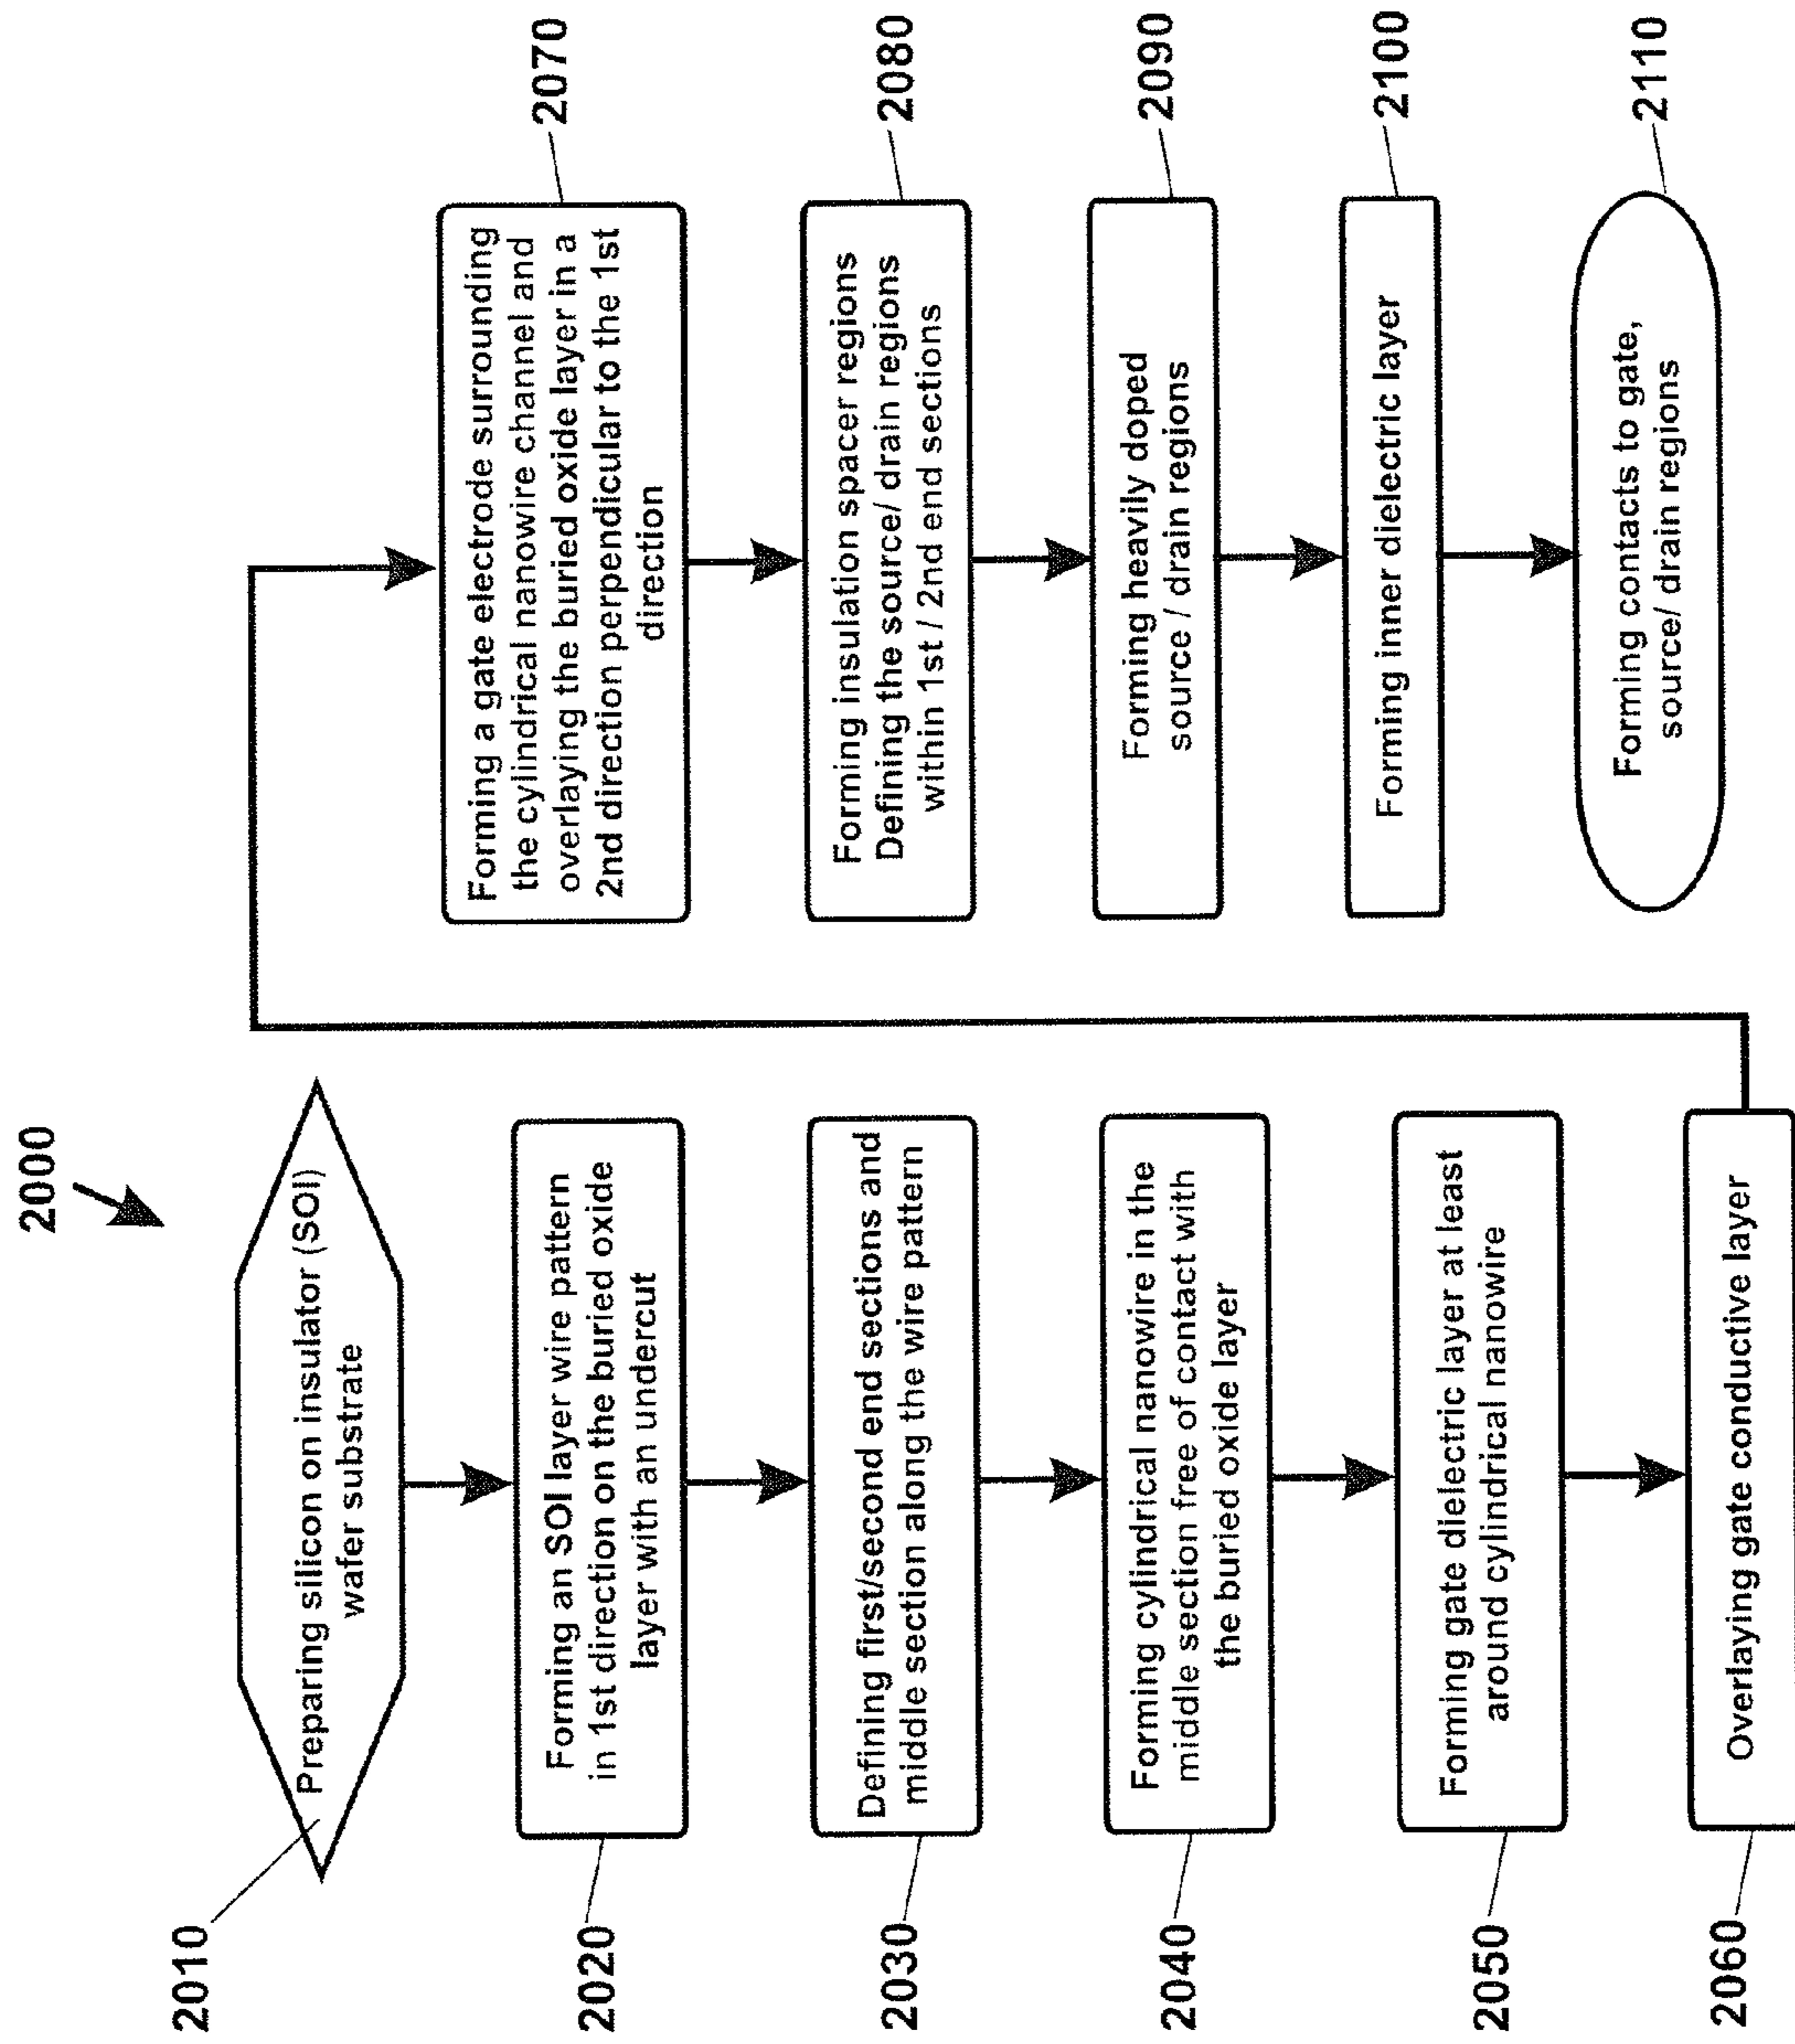 2000
2010
Preparing silicon on insulator (SOI)
wafer substrate
2020
Forming an SOI layer wire pattern
in 1st direction on the buried oxide
layer with an undercut
2030
Defining first/second end sections and
middle section along the wire pattern
2040
Forming cylindrical nanowire in the
middle section free of contact with
the buried oxide layer
2050
Forming gate dielectric layer at least
around cylindrical nanowire
2060
Overlaying gate conductive layer
2070
Forming a gate electrode surrounding
the cylindrical nanowire channel and
overlaying the buried oxide layer in a
2nd direction perpendicular to the 1st
direction
2080
Forming insulation spacer regions
Defining the source/ drain regions
within 1st / 2nd end sections
2090
Forming heavily doped
source / drain regions
2100
Forming inner dielectric layer
2110
Forming contacts to gate,
source/ drain regions